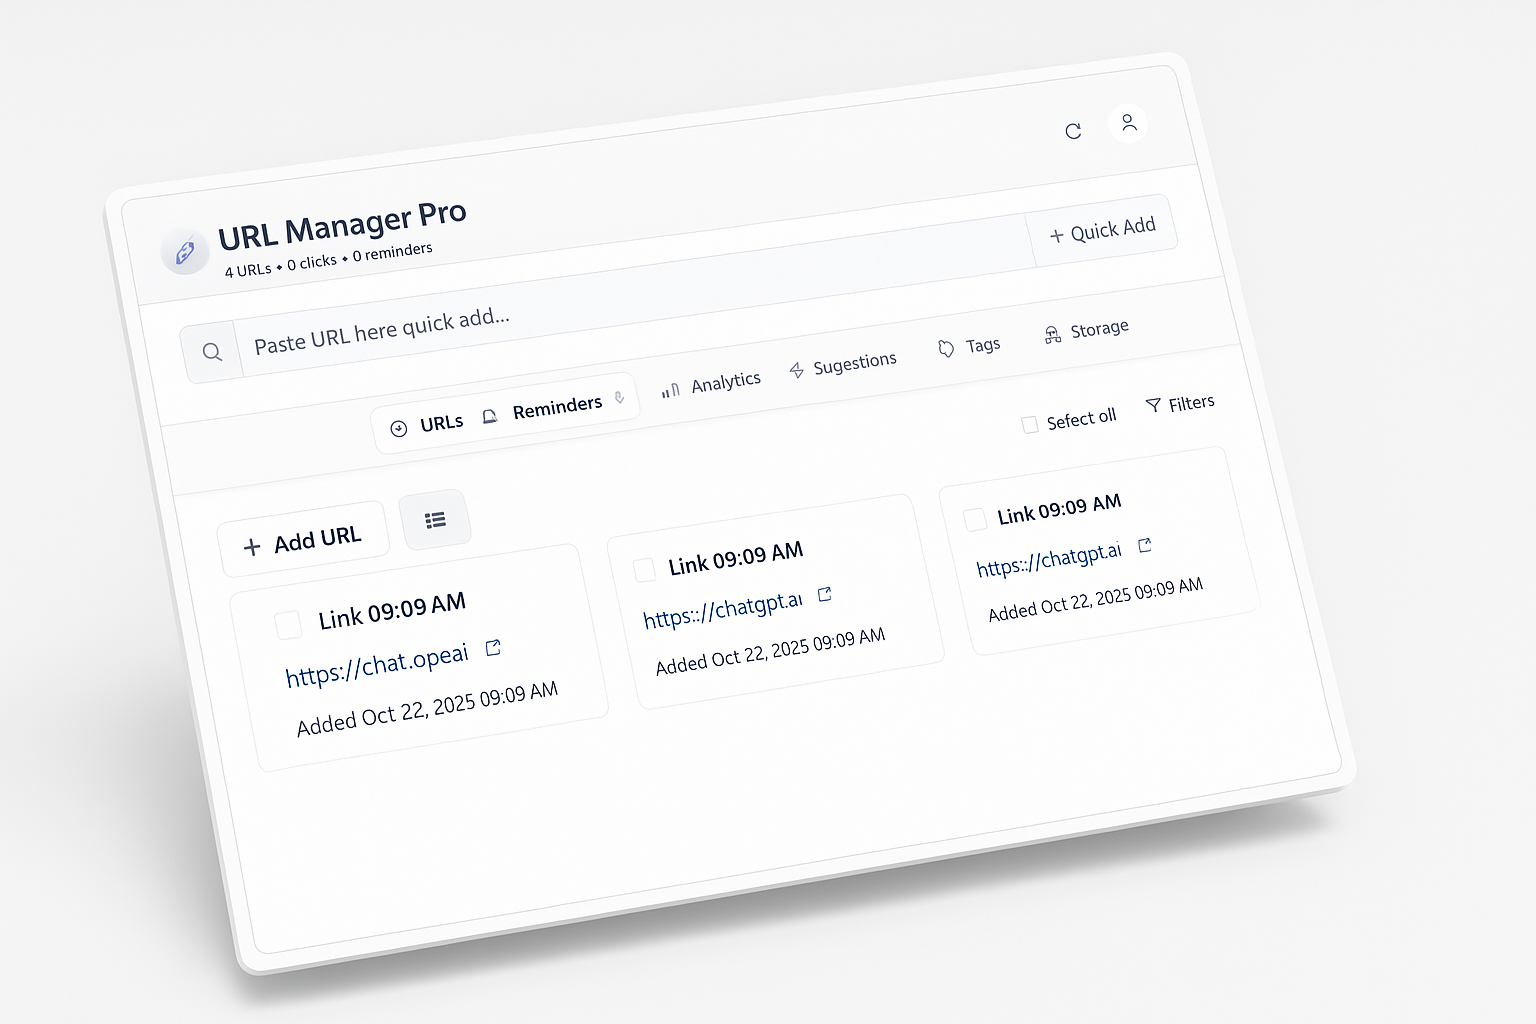 URL Manager Pro
4 URLs • 0 clicks • 0 reminders
Paste URL here quick add...
+ Quick Add
URLs
Reminders
Analytics
Sugestions
Tags
Storage
Sefect oll
Filters
+ Add URL
Link 09:09 AM
https://chat.opeai
Added Oct 22, 2025 09:09 AM
Link 09:09 AM
https:://chatgpt.aı
Added Oct 22, 2025 09:09 AM
Link 09:09 AM
https:://chatgpt.ai
Added Oct 22, 2025 09:09 AM